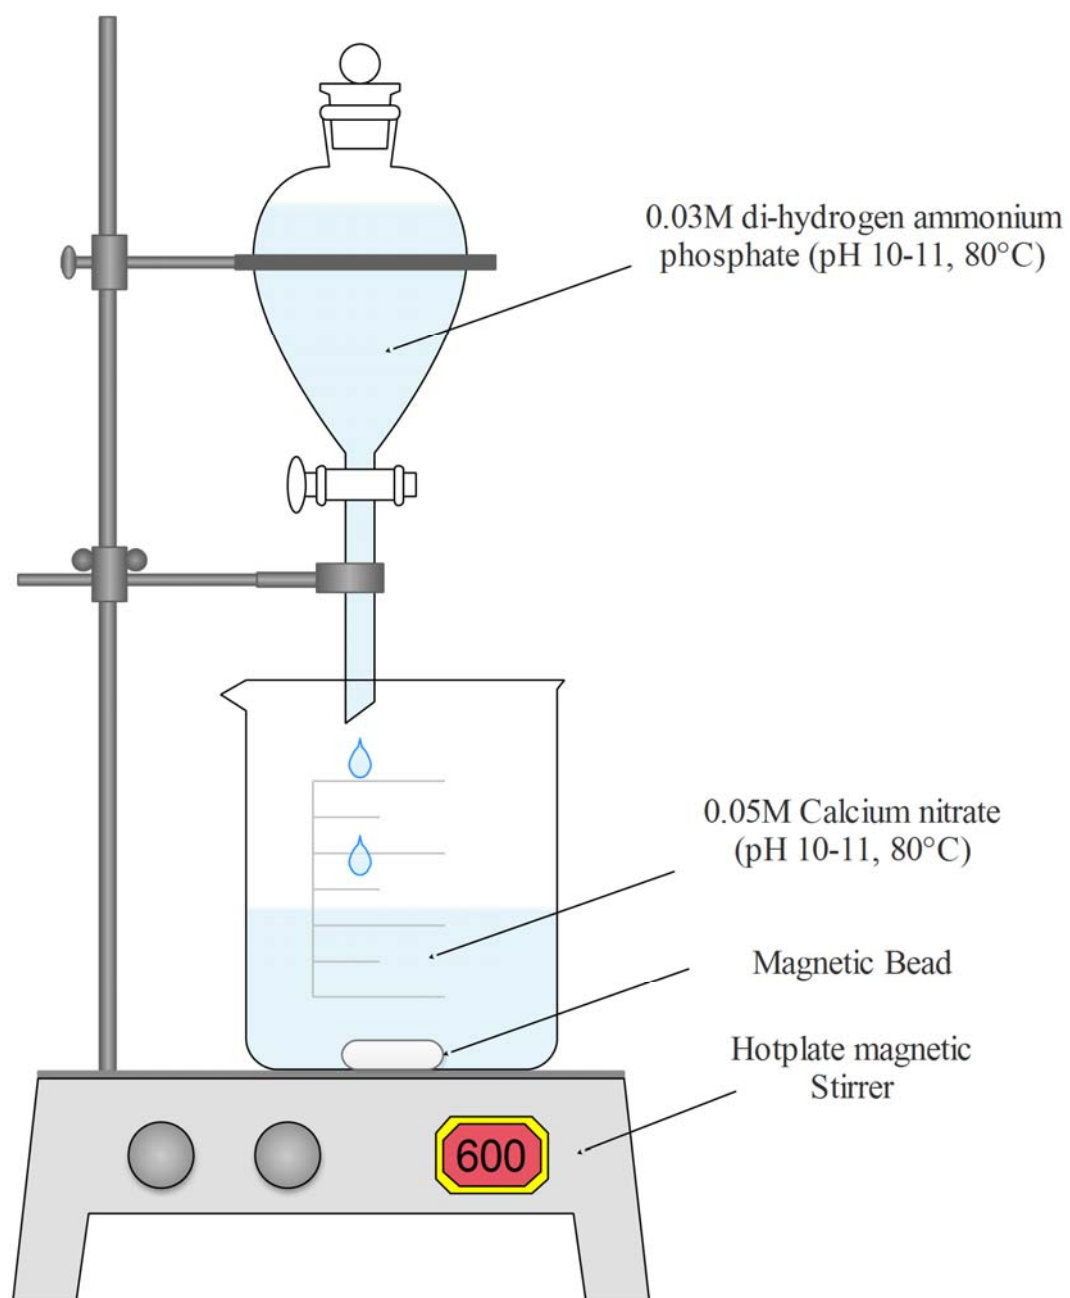 0.03M di-hydrogen ammonium
phosphate (pH 10-11, 80°C)
0.05M Calcium nitrate
(pH 10-11, 80°C)
Magnetic Bead
Hotplate magnetic
Stirrer
600